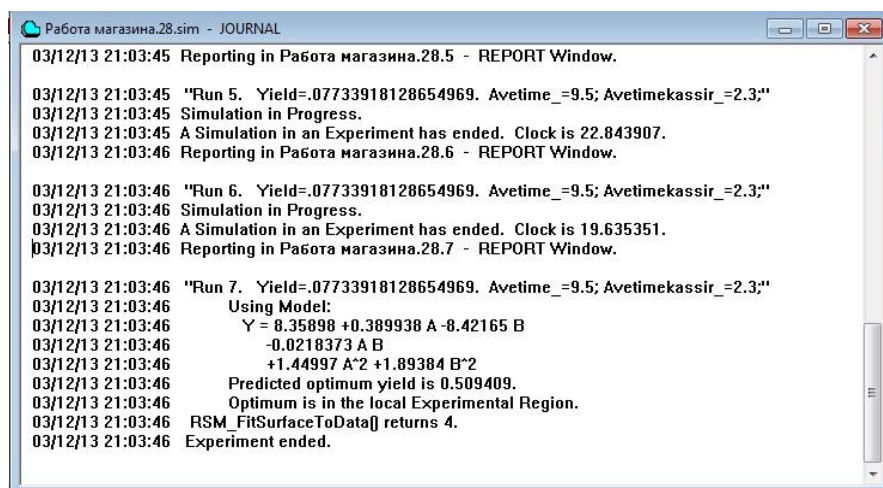 Работа магазина.28.sim - JOURNAL
03/12/13 21:03:45 Reporting in Работа магазина.28.5 - REPORT Window.
03/12/13 21:03:45 "Run 5. Yield=.07733918128654969. Avetime_=9.5; Avetimekassir_=2.3;"
03/12/13 21:03:45 Simulation in Progress.
03/12/13 21:03:45 A Simulation in an Experiment has ended. Clock is 22.843907.
03/12/13 21:03:46 Reporting in Работа магазина.28.6 - REPORT Window.
03/12/13 21:03:46 "Run 6. Yield=.07733918128654969. Avetime_=9.5; Avetimekassir_=2.3;"
03/12/13 21:03:46 Simulation in Progress.
03/12/13 21:03:46 A Simulation in an Experiment has ended. Clock is 19.635351.
03/12/13 21:03:46 Reporting in Работа магазина.28.7 - REPORT Window.
03/12/13 21:03:46 "Run 7. Yield=.07733918128654969. Avetime_=9.5; Avetimekassir_=2.3;"
03/12/13 21:03:46 Using Model:
03/12/13 21:03:46 Y = 8.35898 +0.389938 A -8.42165 B
03/12/13 21:03:46 -0.0218373 A B
03/12/13 21:03:46 +1.44997 A^2 +1.89384 B^2
03/12/13 21:03:46 Predicted optimum yield is 0.509409.
03/12/13 21:03:46 Optimum is in the local Experimental Region.
03/12/13 21:03:46 RSM_FitSurfaceToData() returns 4.
03/12/13 21:03:46 Experiment ended.